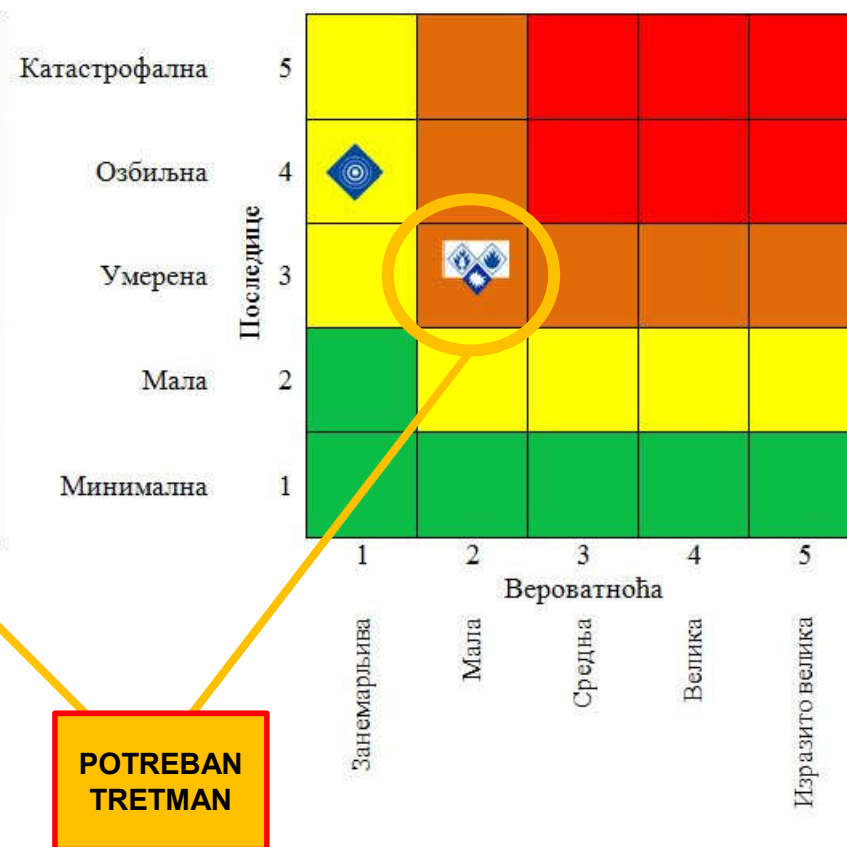 Катастрофална 5
Озбиљна 4
Умерена 3
Мала 2
Минимална 1
Последице
1 2 3 4 5
Вероватноћа
Занемарљива
Мала
Средња
Велика
Изразито велика
POTREBAN
TRETMAN